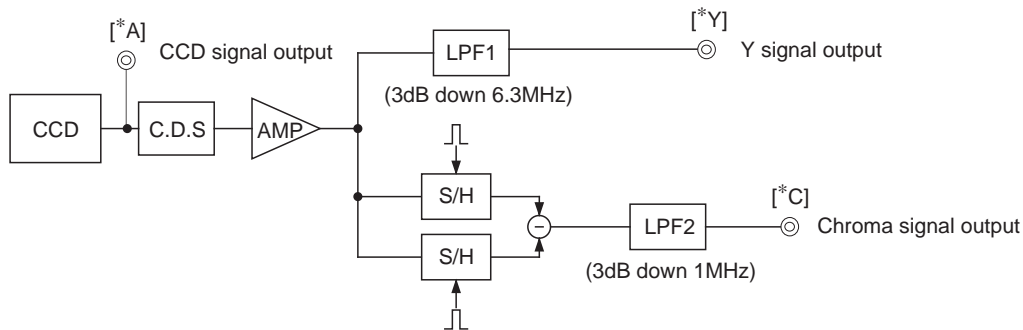 [*A]
CCD signal output
[*Y]
Y signal output
LPF1
(3dB down 6.3MHz)
CCD
C.D.S
AMP
S/H
S/H
−
LPF2
(3dB down 1MHz)
[*C]
Chroma signal output